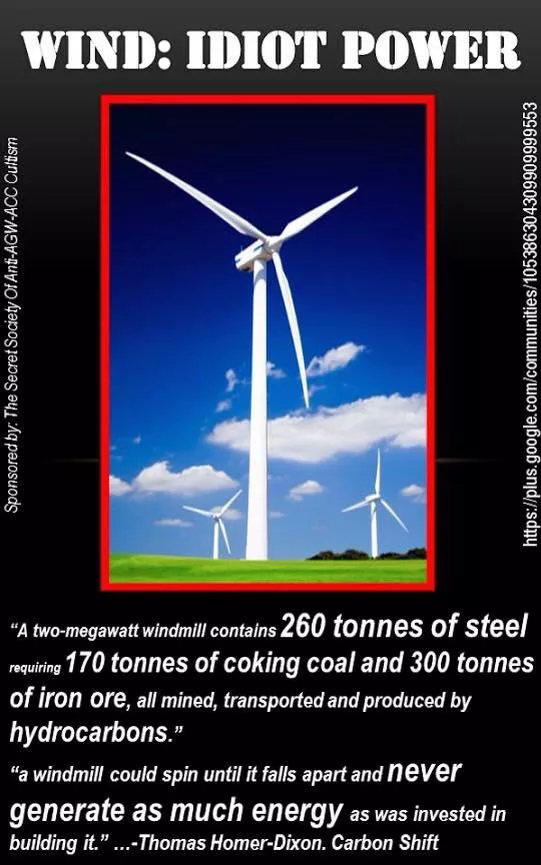 WIND: IDIOT POWER
Sponsored by: The Secret Society Of Anti-AGW-ACC Cultism
https://plus.google.com/communities/105386304309909999553
“A two-megawatt windmill contains 260 tonnes of steel
requiring 170 tonnes of coking coal and 300 tonnes
of iron ore, all mined, transported and produced by
hydrocarbons.”
“a windmill could spin until it falls apart and never
generate as much energy as was invested in
building it.” …-Thomas Homer-Dixon. Carbon Shift